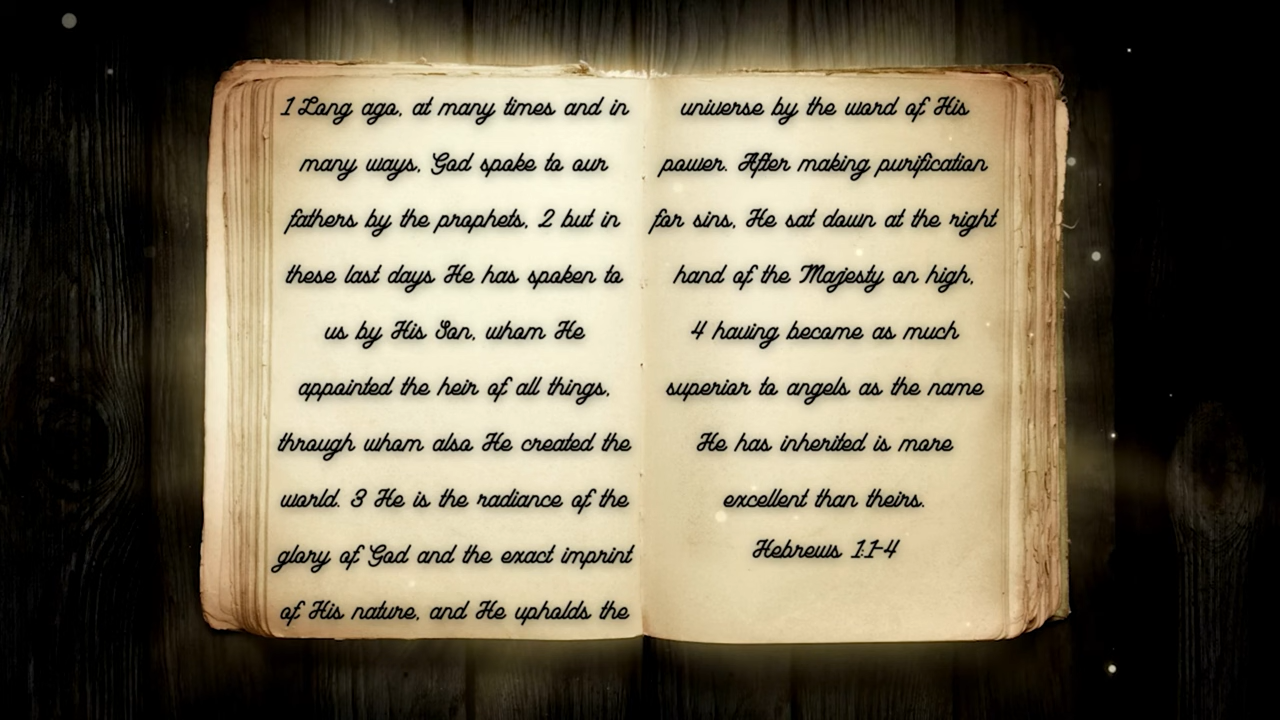 1 Long ago, at many times and in
many ways, God spoke to our
fathers by the prophets, 2 but in
these last days He has spoken to
us by His Son, whom He
appointed the heir of all things,
through whom also He created the
world. 3 He is the radiance of the
glory of God and the exact imprint
of His nature, and He upholds the
universe by the word of His
power. After making purification
for sins, He sat down at the right
hand of the Majesty on high,
4 having become as much
superior to angels as the name
He has inherited is more
excellent than theirs.
Hebrews 1:1-4